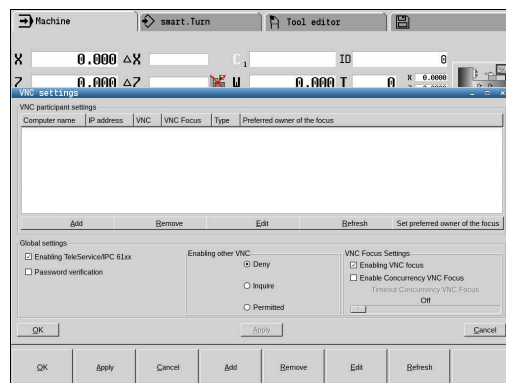 Machine smart.Turn Tool editor
X 0.000 ΔX C 1 ID 0
Z 0.000 ΔZ W 0.000 T 0 X 0.0000
VNC settings
VNC participant settings
Computer name IP address VNC VNC Focus Type Preferred owner of the focus
Add Remove Edit Refresh Set preferred owner of the focus
Global settings
Enabling TeleService/IPC 61xx
Password verification
Enabling other VNC
Deny
Inquire
Permitted
VNC Focus Settings
Enabling VNC focus
Enable Concurrency VNC Focus
Timeout Concurrency VNC Focus
Off
OK Apply Cancel
OK Apply Cancel Add Remove Edit Refresh